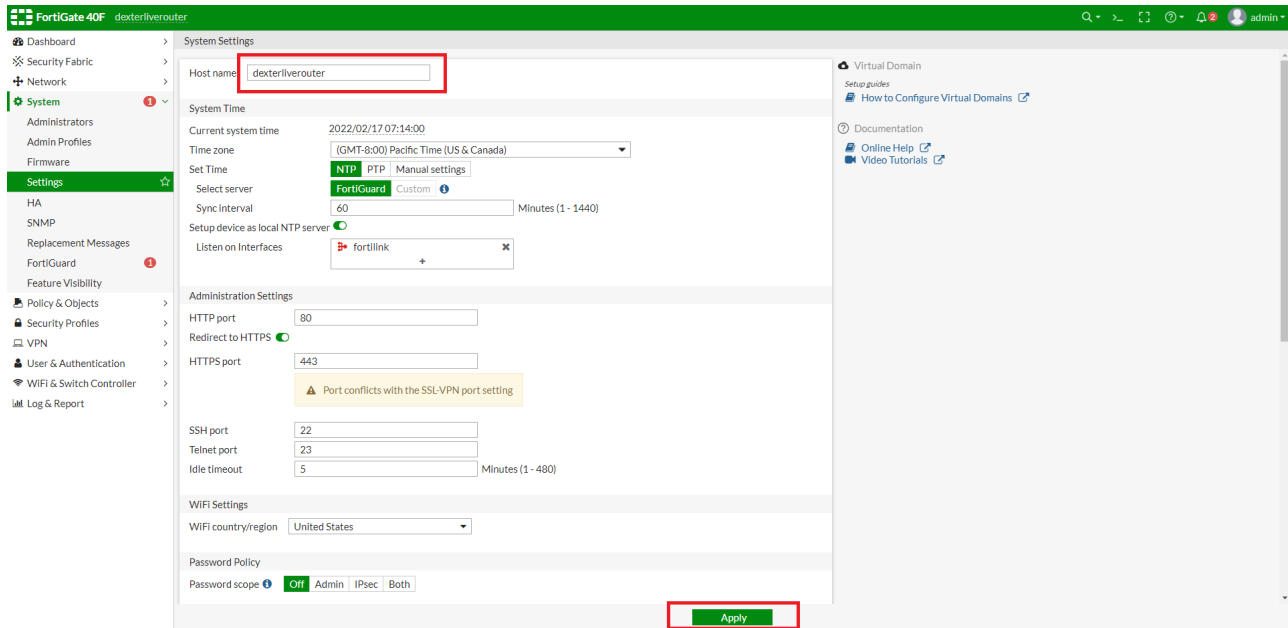 FortiGate 40F dexterliverouter
admin
2
Dashboard
Security Fabric
Network
System 1
Administrators
Admin Profiles
Firmware
Settings
HA
SNMP
Replacement Messages
FortiGuard 1
Feature Visibility
Policy & Objects
Security Profiles
VPN
User & Authentication
WiFi & Switch Controller
Log & Report
System Settings
Host name dexterliverouter
System Time
Current system time 2022/02/17 07:14:00
Time zone (GMT-8:00) Pacific Time (US & Canada)
Set Time NTP PTP Manual settings
Select server FortiGuard Custom
Sync interval 60 Minutes (1 - 1440)
Setup device as local NTP server
Listen on Interfaces fortilink
+
Administration Settings
HTTP port 80
Redirect to HTTPS
HTTPS port 443
Port conflicts with the SSL-VPN port setting
SSH port 22
Telnet port 23
Idle timeout 5 Minutes (1 - 480)
WiFi Settings
WiFi country/region United States
Password Policy
Password scope Off Admin IPsec Both
Apply
Virtual Domain
Setup guides
How to Configure Virtual Domains
Documentation
Online Help
Video Tutorials